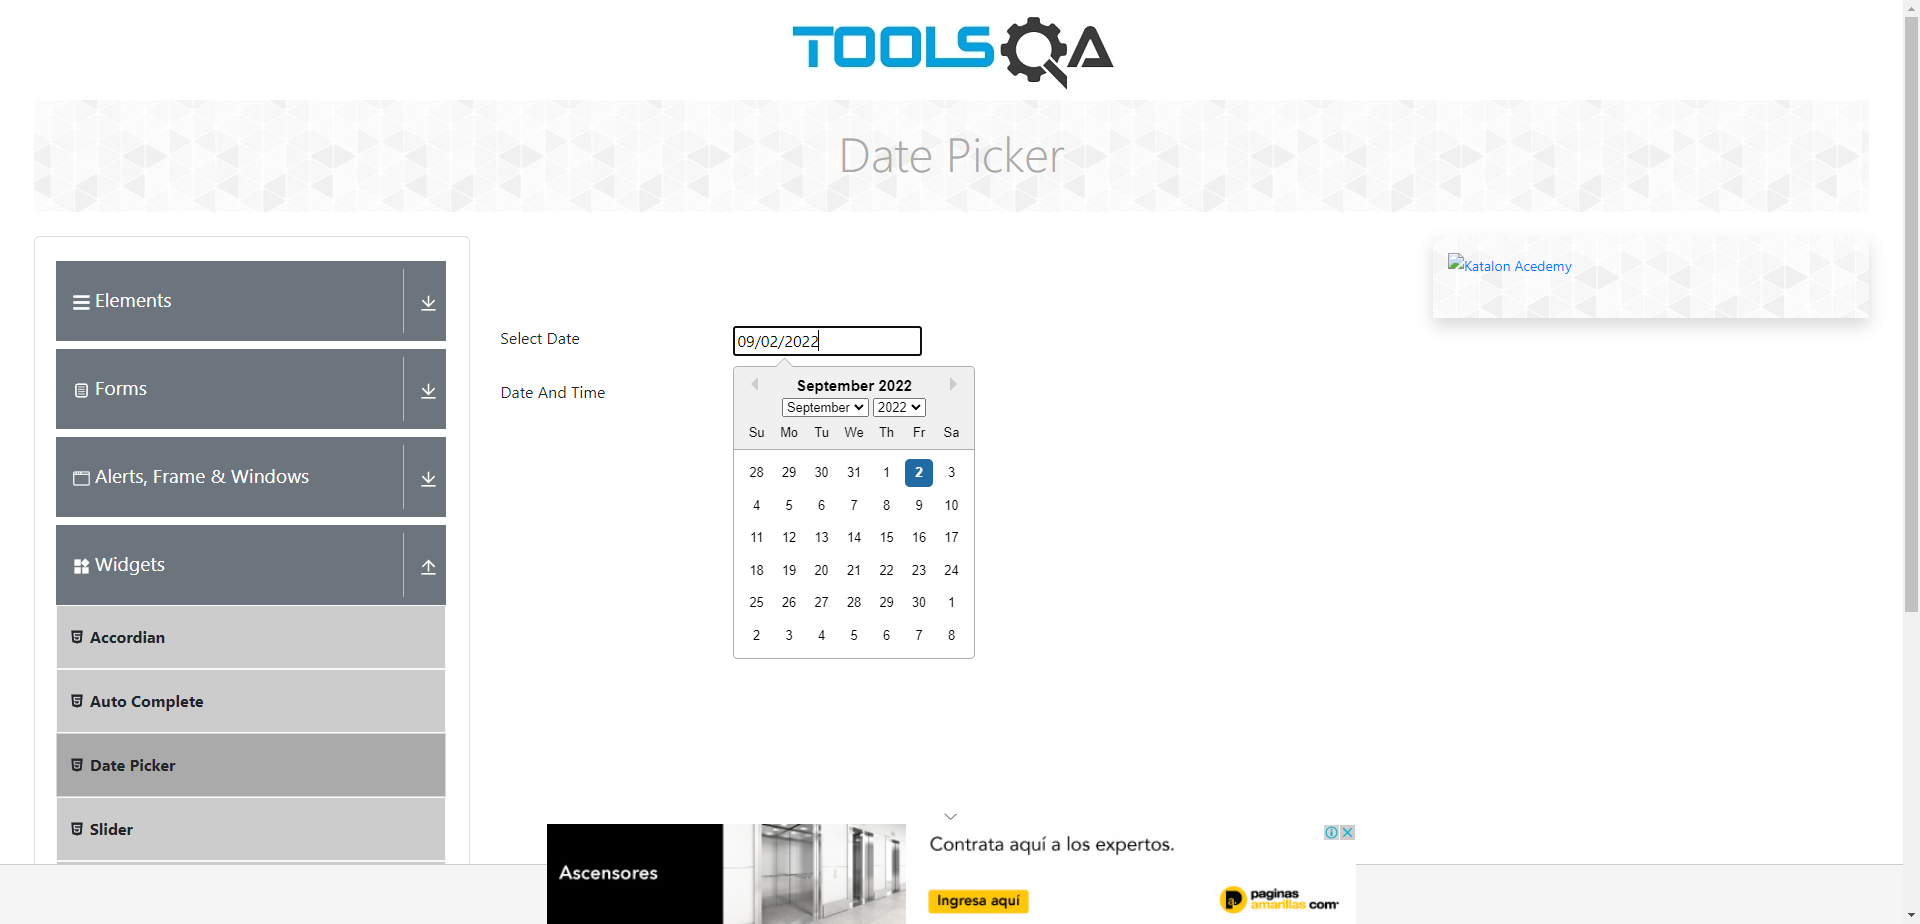 TOOLSQA
Date Picker
Elements
Forms
Alerts, Frame & Windows
Widgets
Accordian
Auto Complete
Date Picker
Slider
Select Date
09/02/2022
Date And Time
September 2022
September 2022
Su Mo Tu We Th Fr Sa
28 29 30 31 1 2 3
4 5 6 7 8 9 10
11 12 13 14 15 16 17
18 19 20 21 22 23 24
25 26 27 28 29 30 1
2 3 4 5 6 7 8
Katalon Acedemy
Ascensores
Contrata aquí a los expertos.
Ingresa aquí
paginas
amarillas.com